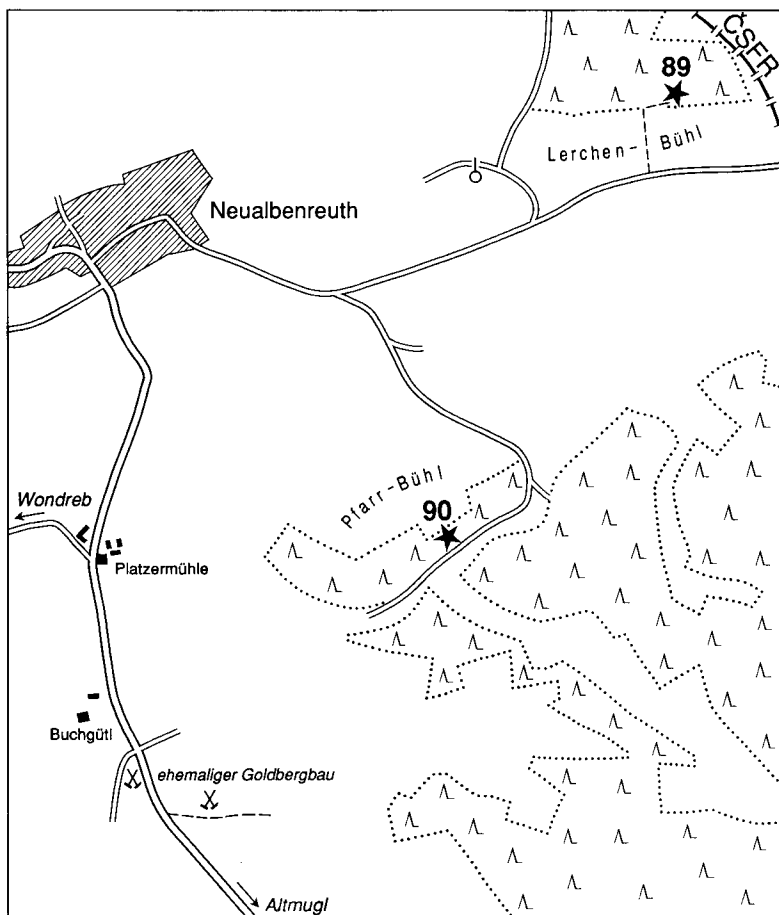 ČSFR
89
Lerchen-Bühl
Neualbenreuth
Pfarr-Bühl
90
Wondreb
Platzermühle
Buchgütl
ehemaliger Goldbergbau
Altmugl